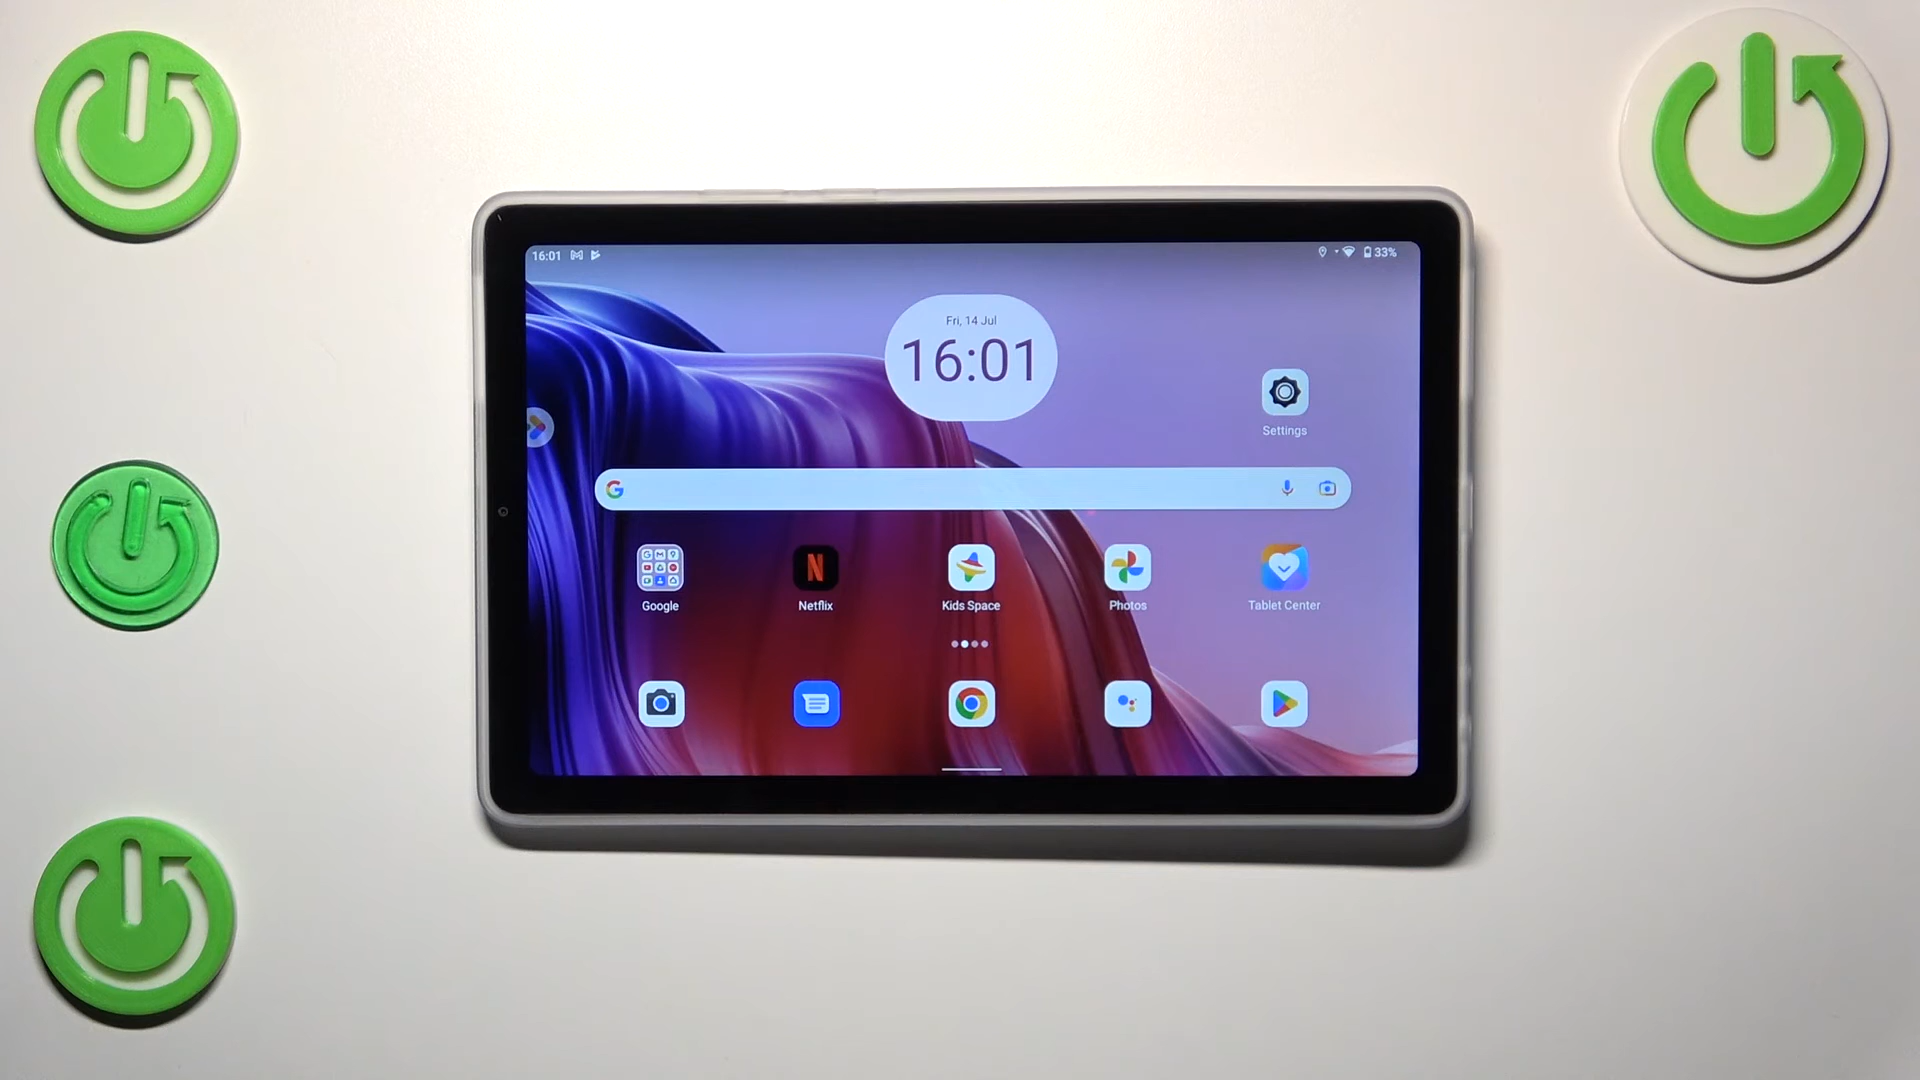 16:01
33%
Fri, 14 Jul
16:01
Settings
G
Google
N
Netflix
Kids Space
Photos
Tablet Center